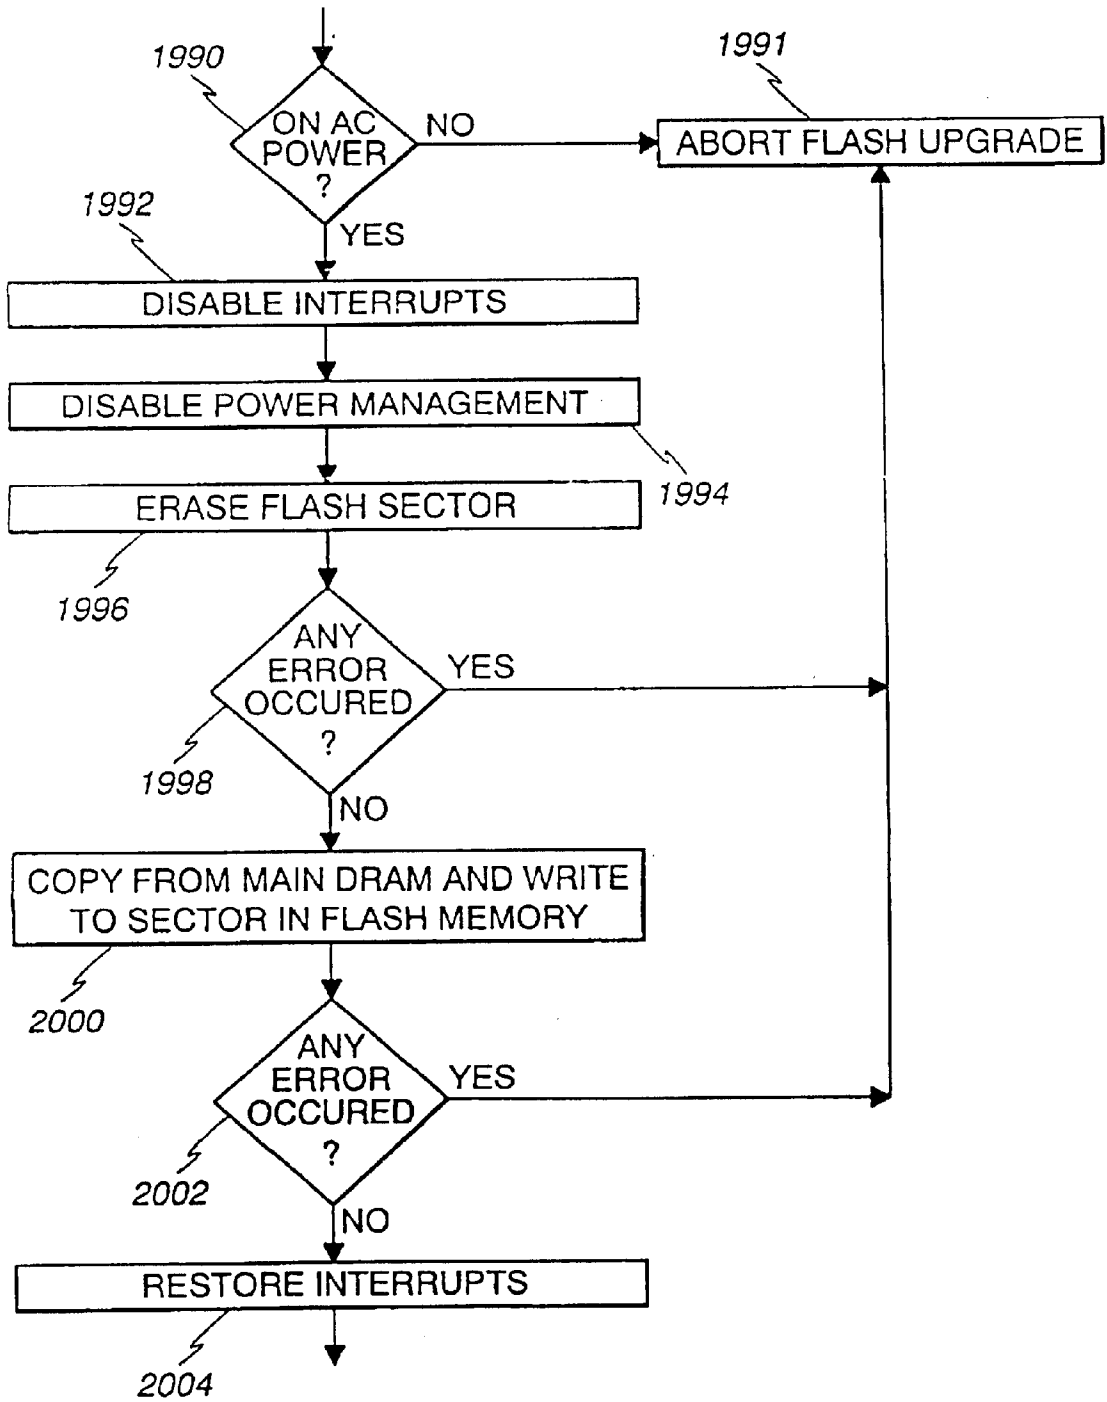 1990
1991
ON AC
POWER
?
NO
ABORT FLASH UPGRADE
1992
YES
DISABLE INTERRUPTS
DISABLE POWER MANAGEMENT
1994
ERASE FLASH SECTOR
1996
ANY
ERROR
OCCURED
?
YES
1998
NO
COPY FROM MAIN DRAM AND WRITE
TO SECTOR IN FLASH MEMORY
2000
ANY
ERROR
OCCURED
?
YES
2002
NO
RESTORE INTERRUPTS
2004